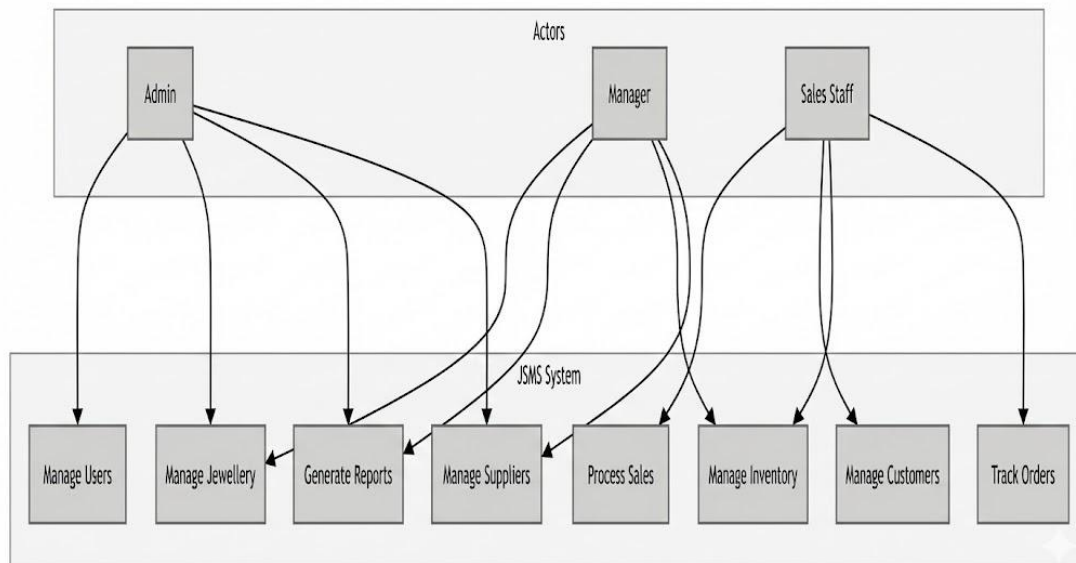 Actors
Admin
Manager
Sales Staff
JSMS System
Manage Users
Manage Jewellery
Generate Reports
Manage Suppliers
Process Sales
Manage Inventory
Manage Customers
Track Orders